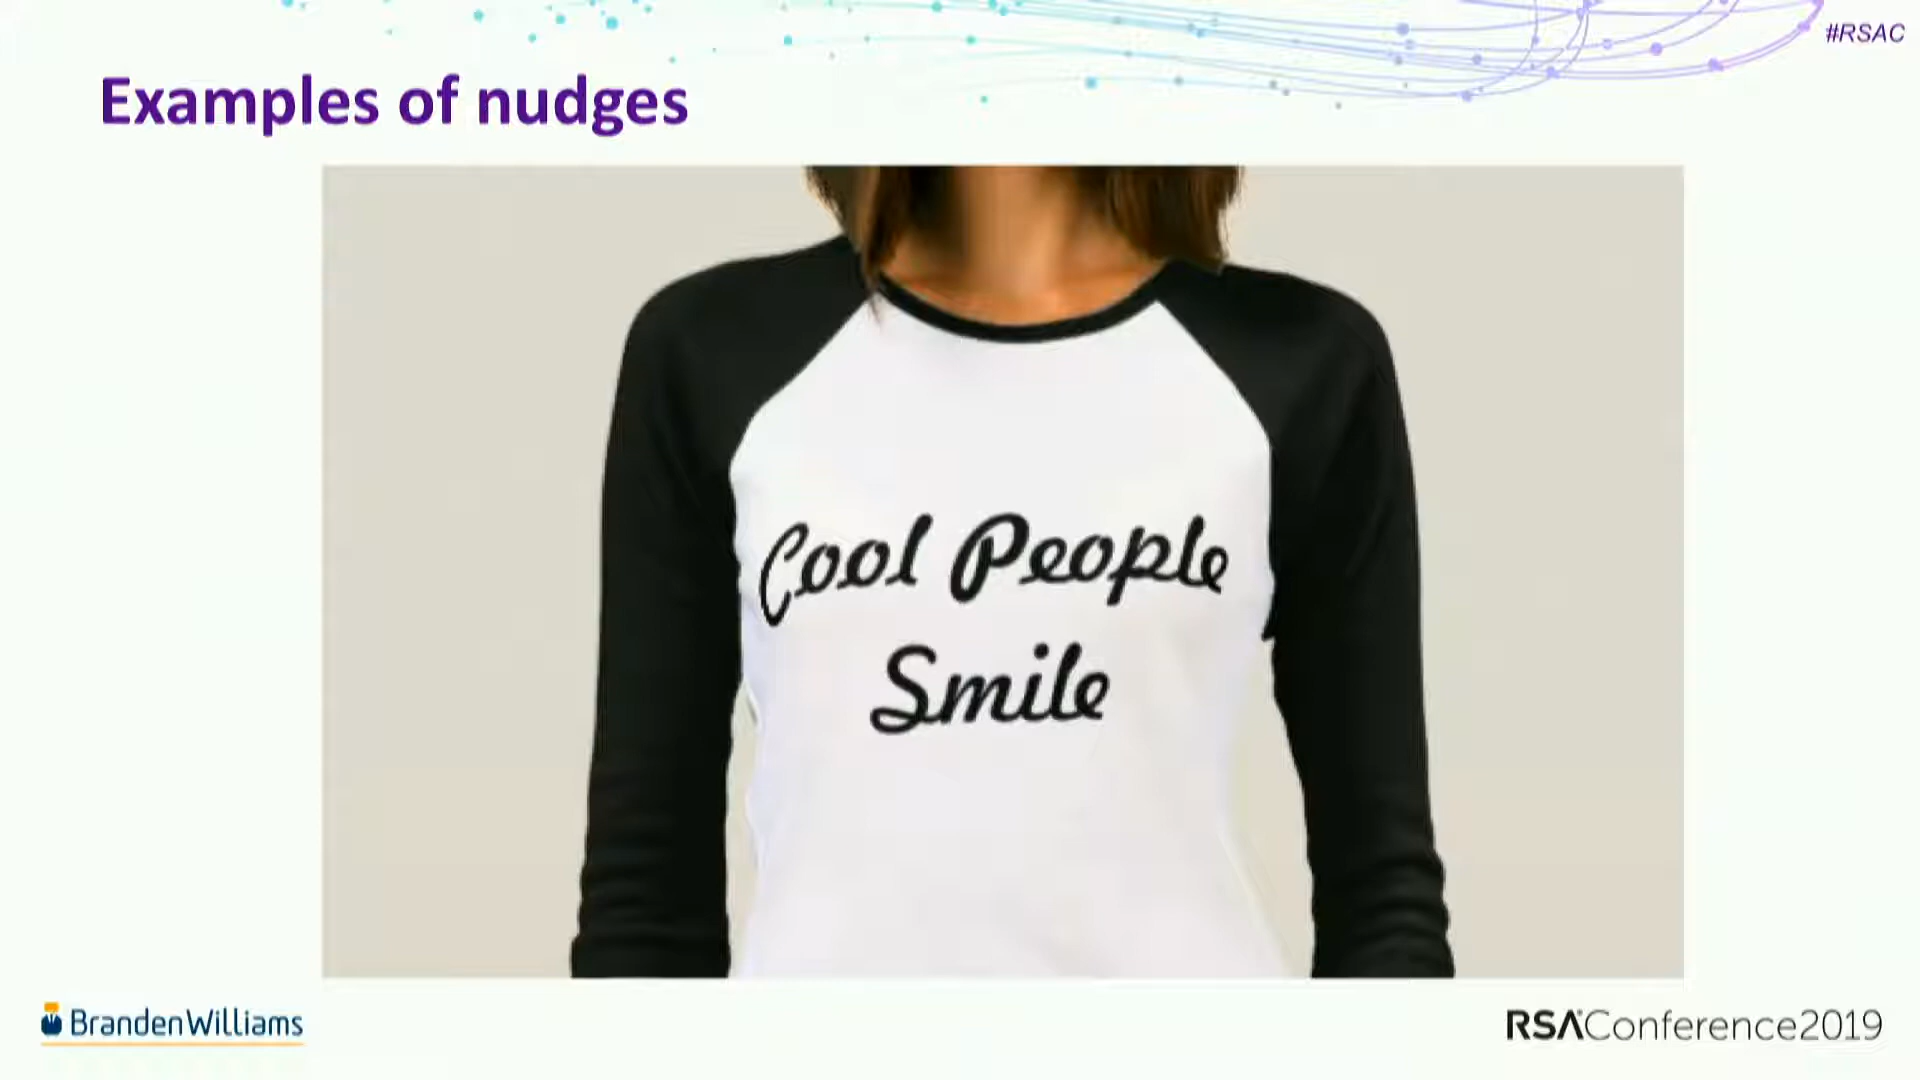 #RSAC
Examples of nudges
Cool People
Smile
BrandenWilliams
RSAConference2019